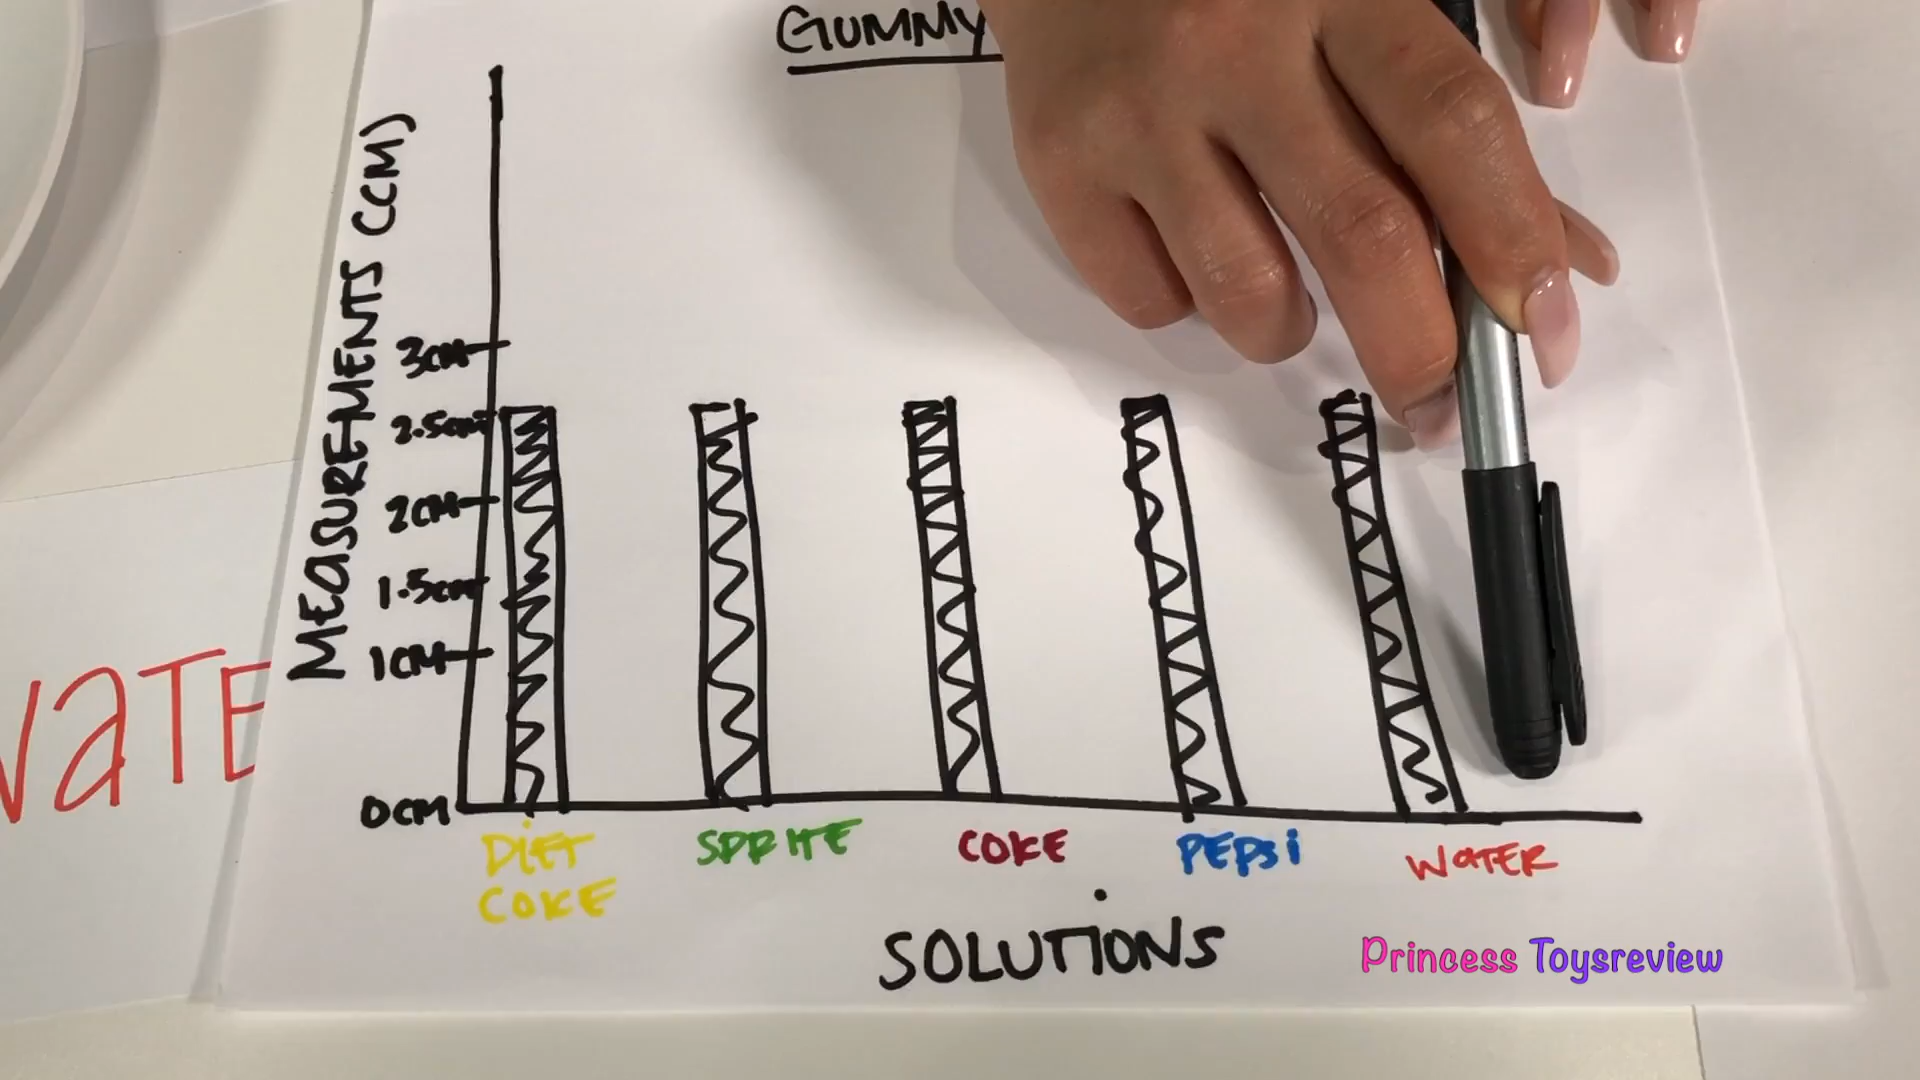 GUMMY
MEASUREMENTS (CM)
3CM
2.5CM
2CM
1.5CM
1CM
0CM
DIET
COKE
SPRITE
COKE
PEPSI
WATER
SOLUTIONS
Princess Toysreview